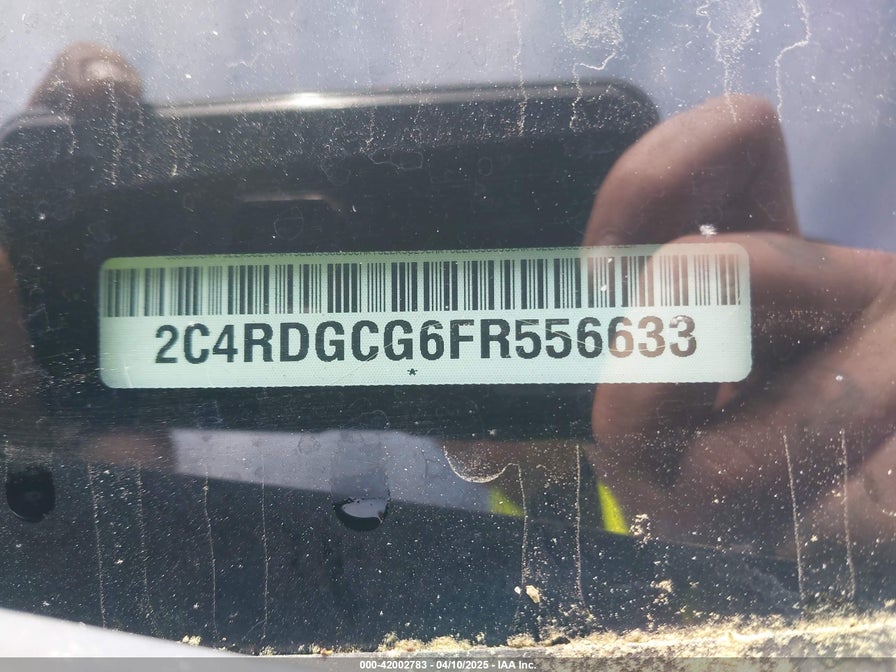 2C4RDGCG6FR556633
*
000-42002783 - 04/10/2025 - IAA Inc.